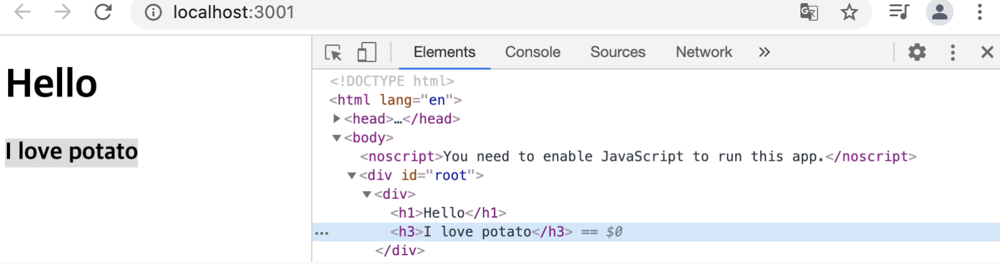 localhost:3001
Elements Console Sources Network »
Hello
I love potato
<!DOCTYPE html>
<html lang="en">
<head>…</head>
<body>
<noscript>You need to enable JavaScript to run this app.</noscript>
<div id="root">
<div>
<h1>Hello</h1>
<h3>I love potato</h3> == $0
</div>